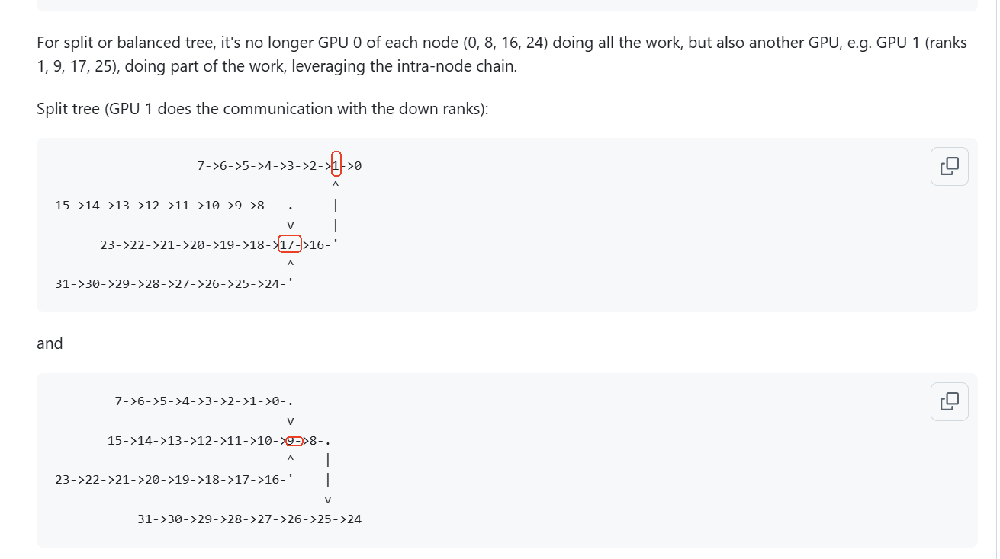 For split or balanced tree, it's no longer GPU 0 of each node (0, 8, 16, 24) doing all the work, but also another GPU, e.g. GPU 1 (ranks
1, 9, 17, 25), doing part of the work, leveraging the intra-node chain.
Split tree (GPU 1 does the communication with the down ranks):
                   7->6->5->4->3->2->1->0
                                     ^
15->14->13->12->11->10->9->8---.     |
                               v     |
      23->22->21->20->19->18->17->16-'
                               ^
31->30->29->28->27->26->25->24-'
and
        7->6->5->4->3->2->1->0-.
                               v
       15->14->13->12->11->10->9->8-.
                               ^    |
23->22->21->20->19->18->17->16-'    |
                                    v
           31->30->29->28->27->26->25->24